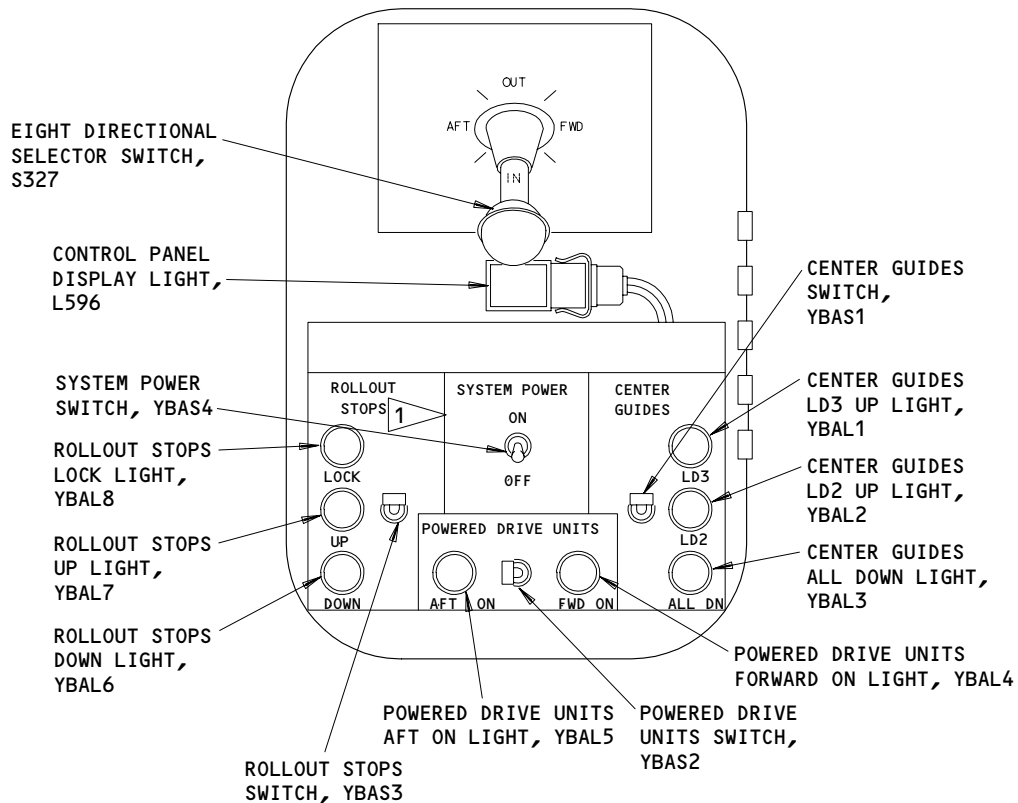 OUT
AFT
FWD
IN
EIGHT DIRECTIONAL
SELECTOR SWITCH,
S327
CONTROL PANEL
DISPLAY LIGHT,
L596
CENTER GUIDES
SWITCH,
YBAS1
SYSTEM POWER
SWITCH, YBAS4
ROLLOUT
STOPS
1
SYSTEM POWER
ON
OFF
CENTER
GUIDES
CENTER GUIDES
LD3 UP LIGHT,
YBAL1
ROLLOUT STOPS
LOCK LIGHT,
YBAL8
LOCK
LD3
CENTER GUIDES
LD2 UP LIGHT,
YBAL2
ROLLOUT STOPS
UP LIGHT,
YBAL7
UP
POWERED DRIVE UNITS
LD2
CENTER GUIDES
ALL DOWN LIGHT,
YBAL3
DOWN
AFT ON
FWD ON
ALL DN
ROLLOUT STOPS
DOWN LIGHT,
YBAL6
POWERED DRIVE UNITS
FORWARD ON LIGHT, YBAL4
POWERED DRIVE UNITS
AFT ON LIGHT, YBAL5
POWERED DRIVE
UNITS SWITCH,
YBAS2
ROLLOUT STOPS
SWITCH, YBAS3